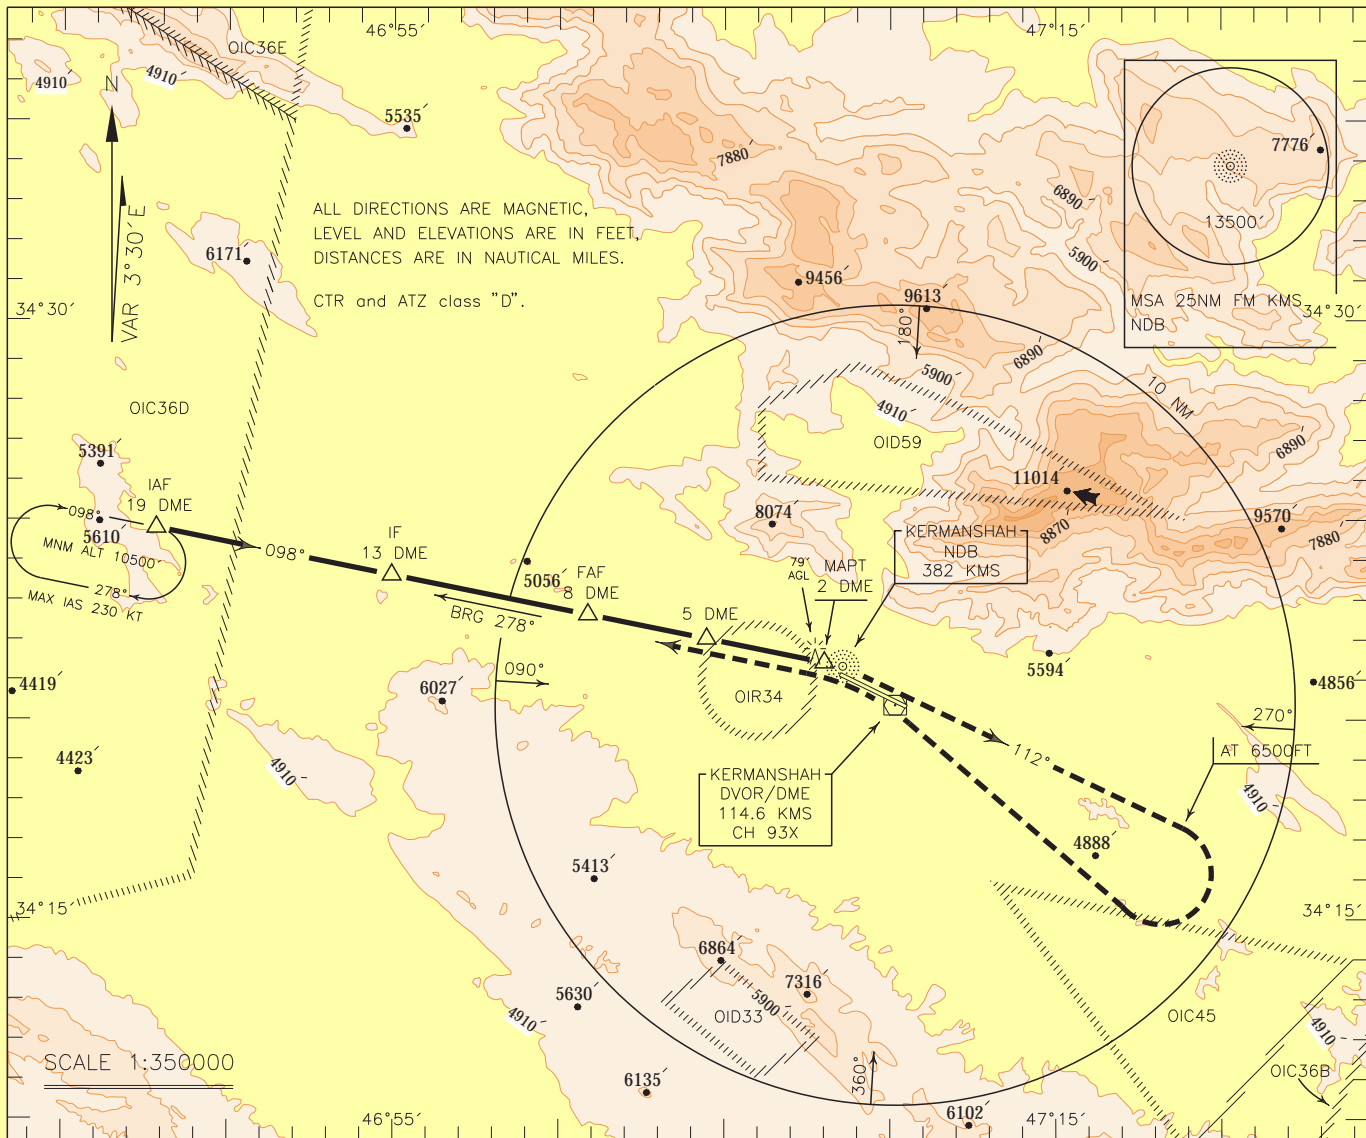 46°55′
47°15′
OIC36E
4910′
4910′
N
5535′
7776′
7880
13500′
6890
ALL DIRECTIONS ARE MAGNETIC,
LEVEL AND ELEVATIONS ARE IN FEET,
DISTANCES ARE IN NAUTICAL MILES.
CTR and ATZ class "D".
VAR 3°30′E
6171′
5900
9456′
9613′
MSA 25NM FM KMS
NDB
34°30′
34°30′
180°
6890
5900
10 NM
OIC36D
4910
OID59
6890
5391′
11014′
IAF
19 DME
098°
5610
8074′
8870
9570′
7880
KERMANSHAH
NDB
382 KMS
MNM ALT 10500′
278°
MAX IAS 230 KT
098°
IF
13 DME
5056′
FAF
8 DME
BRG 278°
5 DME
79′
AGL
MAPT
2 DME
5594′
4419′
6027′
090°
OIR34
4856′
270°
AT 6500FT
112°
4423′
4910
KERMANSHAH
DVOR/DME
114.6 KMS
CH 93X
4910
4888′
5413′
34°15′
34°15′
6864′
7316′
5900
5630′
4910
OID33
OIC45
4910
SCALE 1:350000
6135′
360°
OIC36B
6102′
46°55′
47°15′